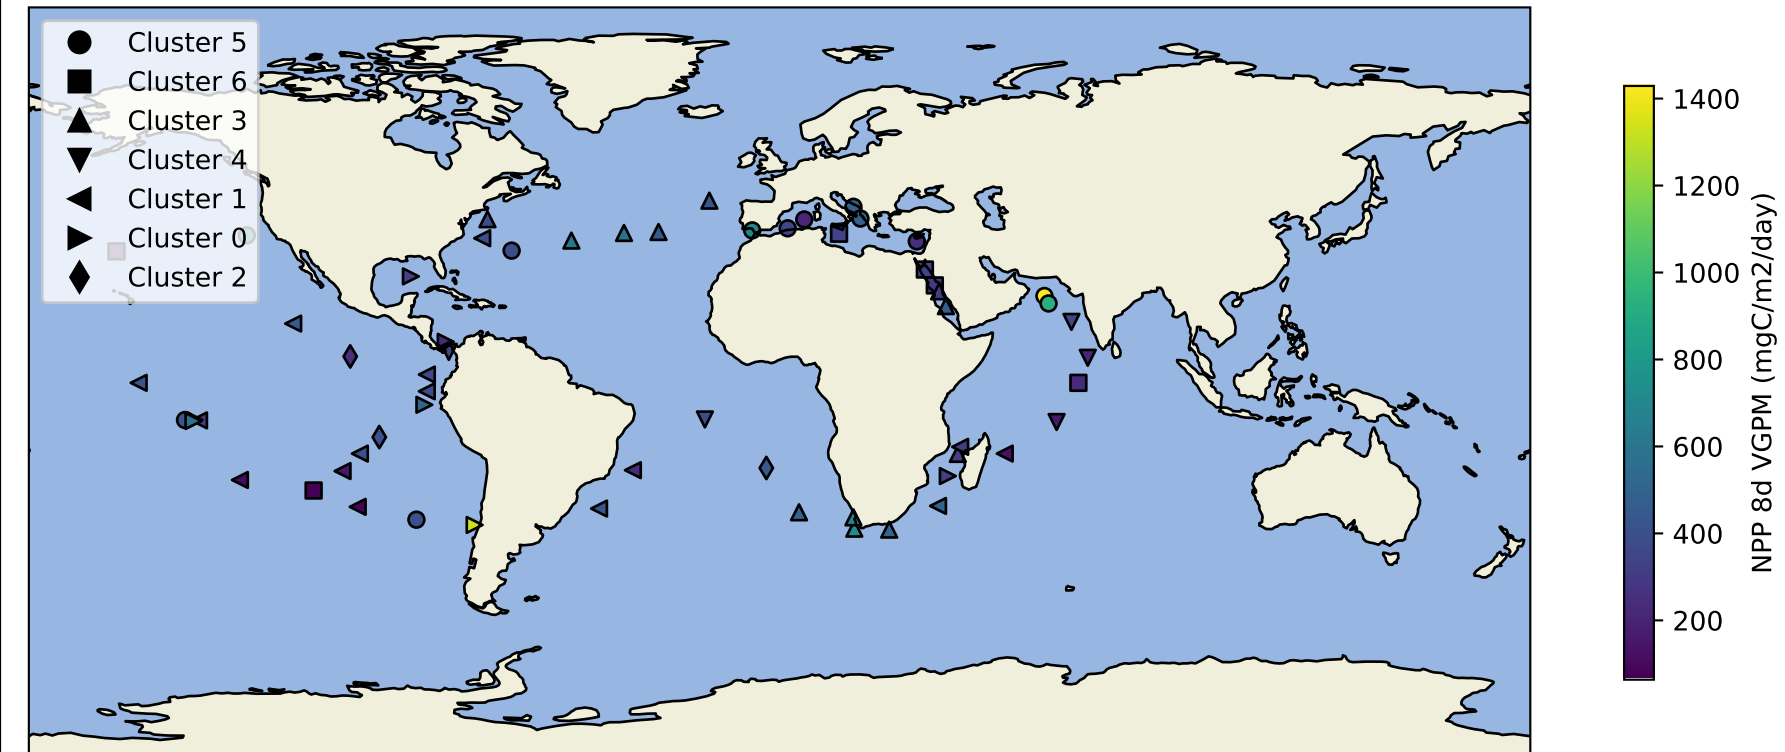 Cluster 5
Cluster 6
Cluster 3
Cluster 4
Cluster 1
Cluster 0
Cluster 2
1400
1200
1000
800
600
400
200
NPP 8d VGPM (mgC/m2/day)